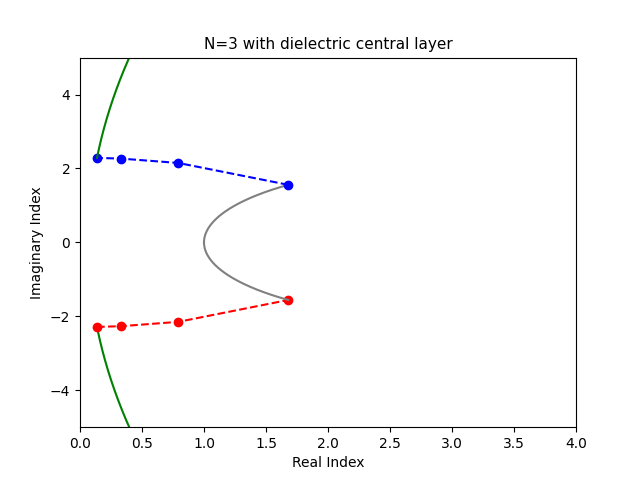 N=3 with dielectric central layer
Imaginary Index
4
2
0
−2
−4
0.0 0.5 1.0 1.5 2.0 2.5 3.0 3.5 4.0
Real Index